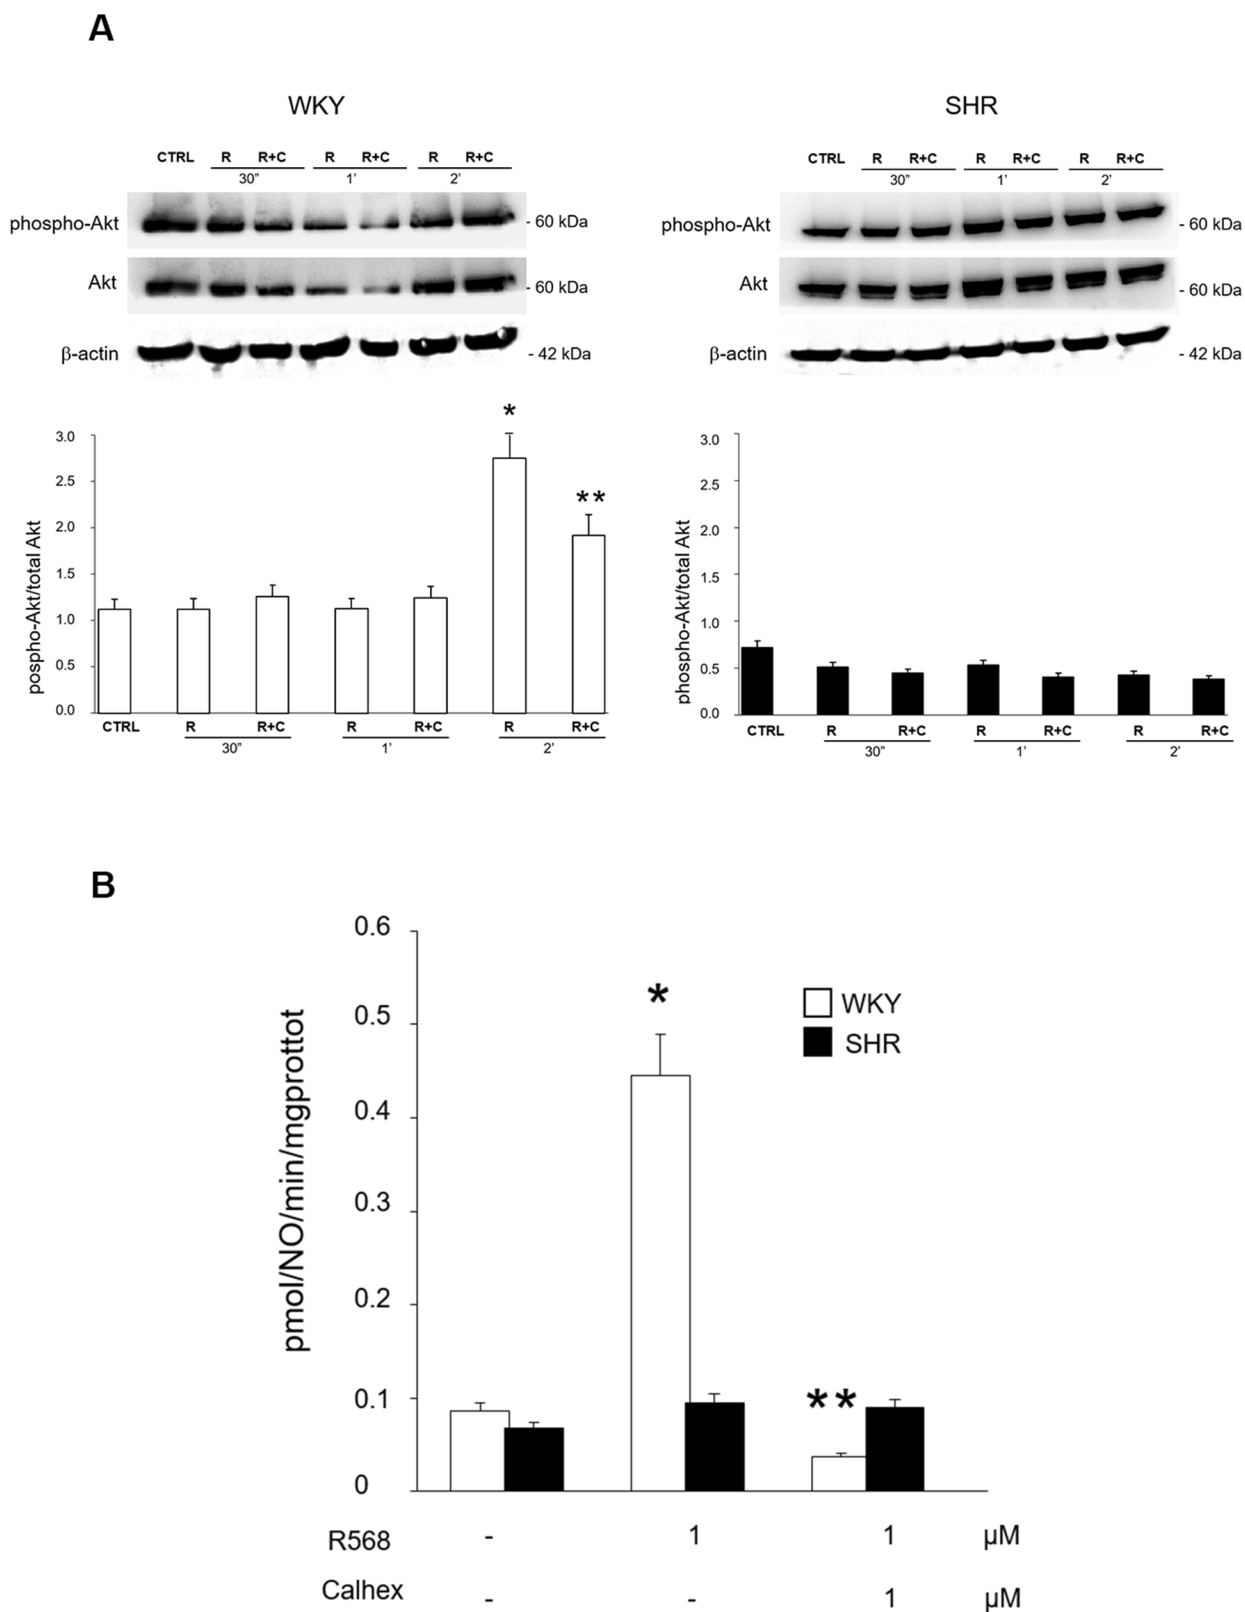 A
WKY
CTRL R R+C R R+C R R+C
30" 1' 2'
phospho-Akt - 60 kDa
Akt - 60 kDa
β-actin - 42 kDa
* 
**
3.0
2.5
2.0
1.5
1.0
0.5
0.0
pospho-Akt/total Akt
CTRL R R+C R R+C R R+C
30" 1' 2'
SHR
CTRL R R+C R R+C R R+C
30" 1' 2'
phospho-Akt - 60 kDa
Akt - 60 kDa
β-actin - 42 kDa
3.0
2.5
2.0
1.5
1.0
0.5
0.0
phospho-Akt/total Akt
CTRL R R+C R R+C R R+C
30" 1' 2'
B
0.6
0.5
0.4
0.3
0.2
0.1
0
pmol/NO/min/mgprottot
*
**
WKY
SHR
R568 - 1 1 µM
Calhex - - 1 µM